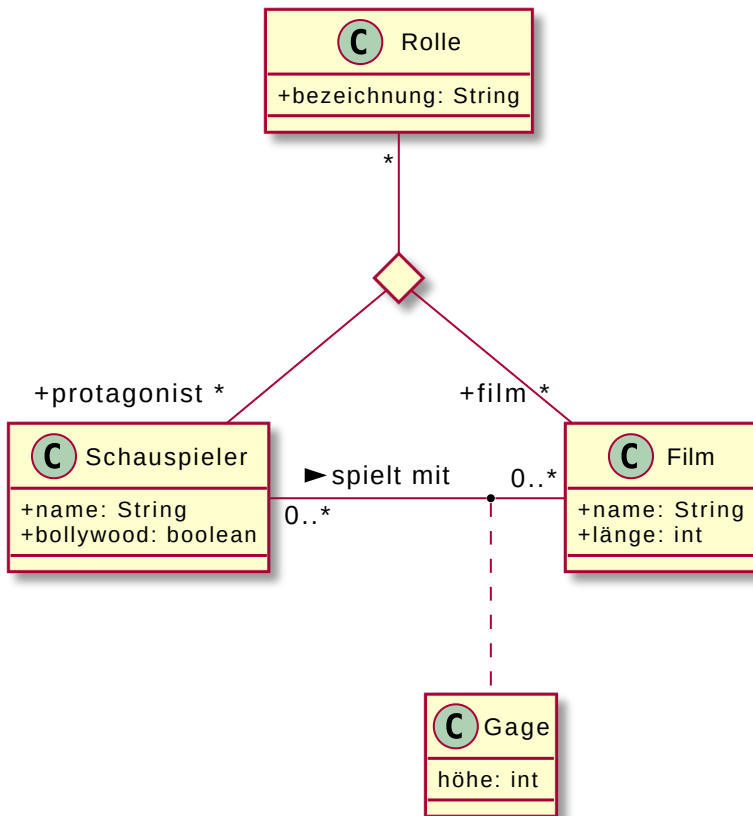 C Rolle
+bezeichnung: String
*
+protagonist *
+film *
C Schauspieler
+name: String
+bollywood: boolean
► spielt mit
0..*
0..*
C Film
+name: String
+länge: int
C Gage
höhe: int